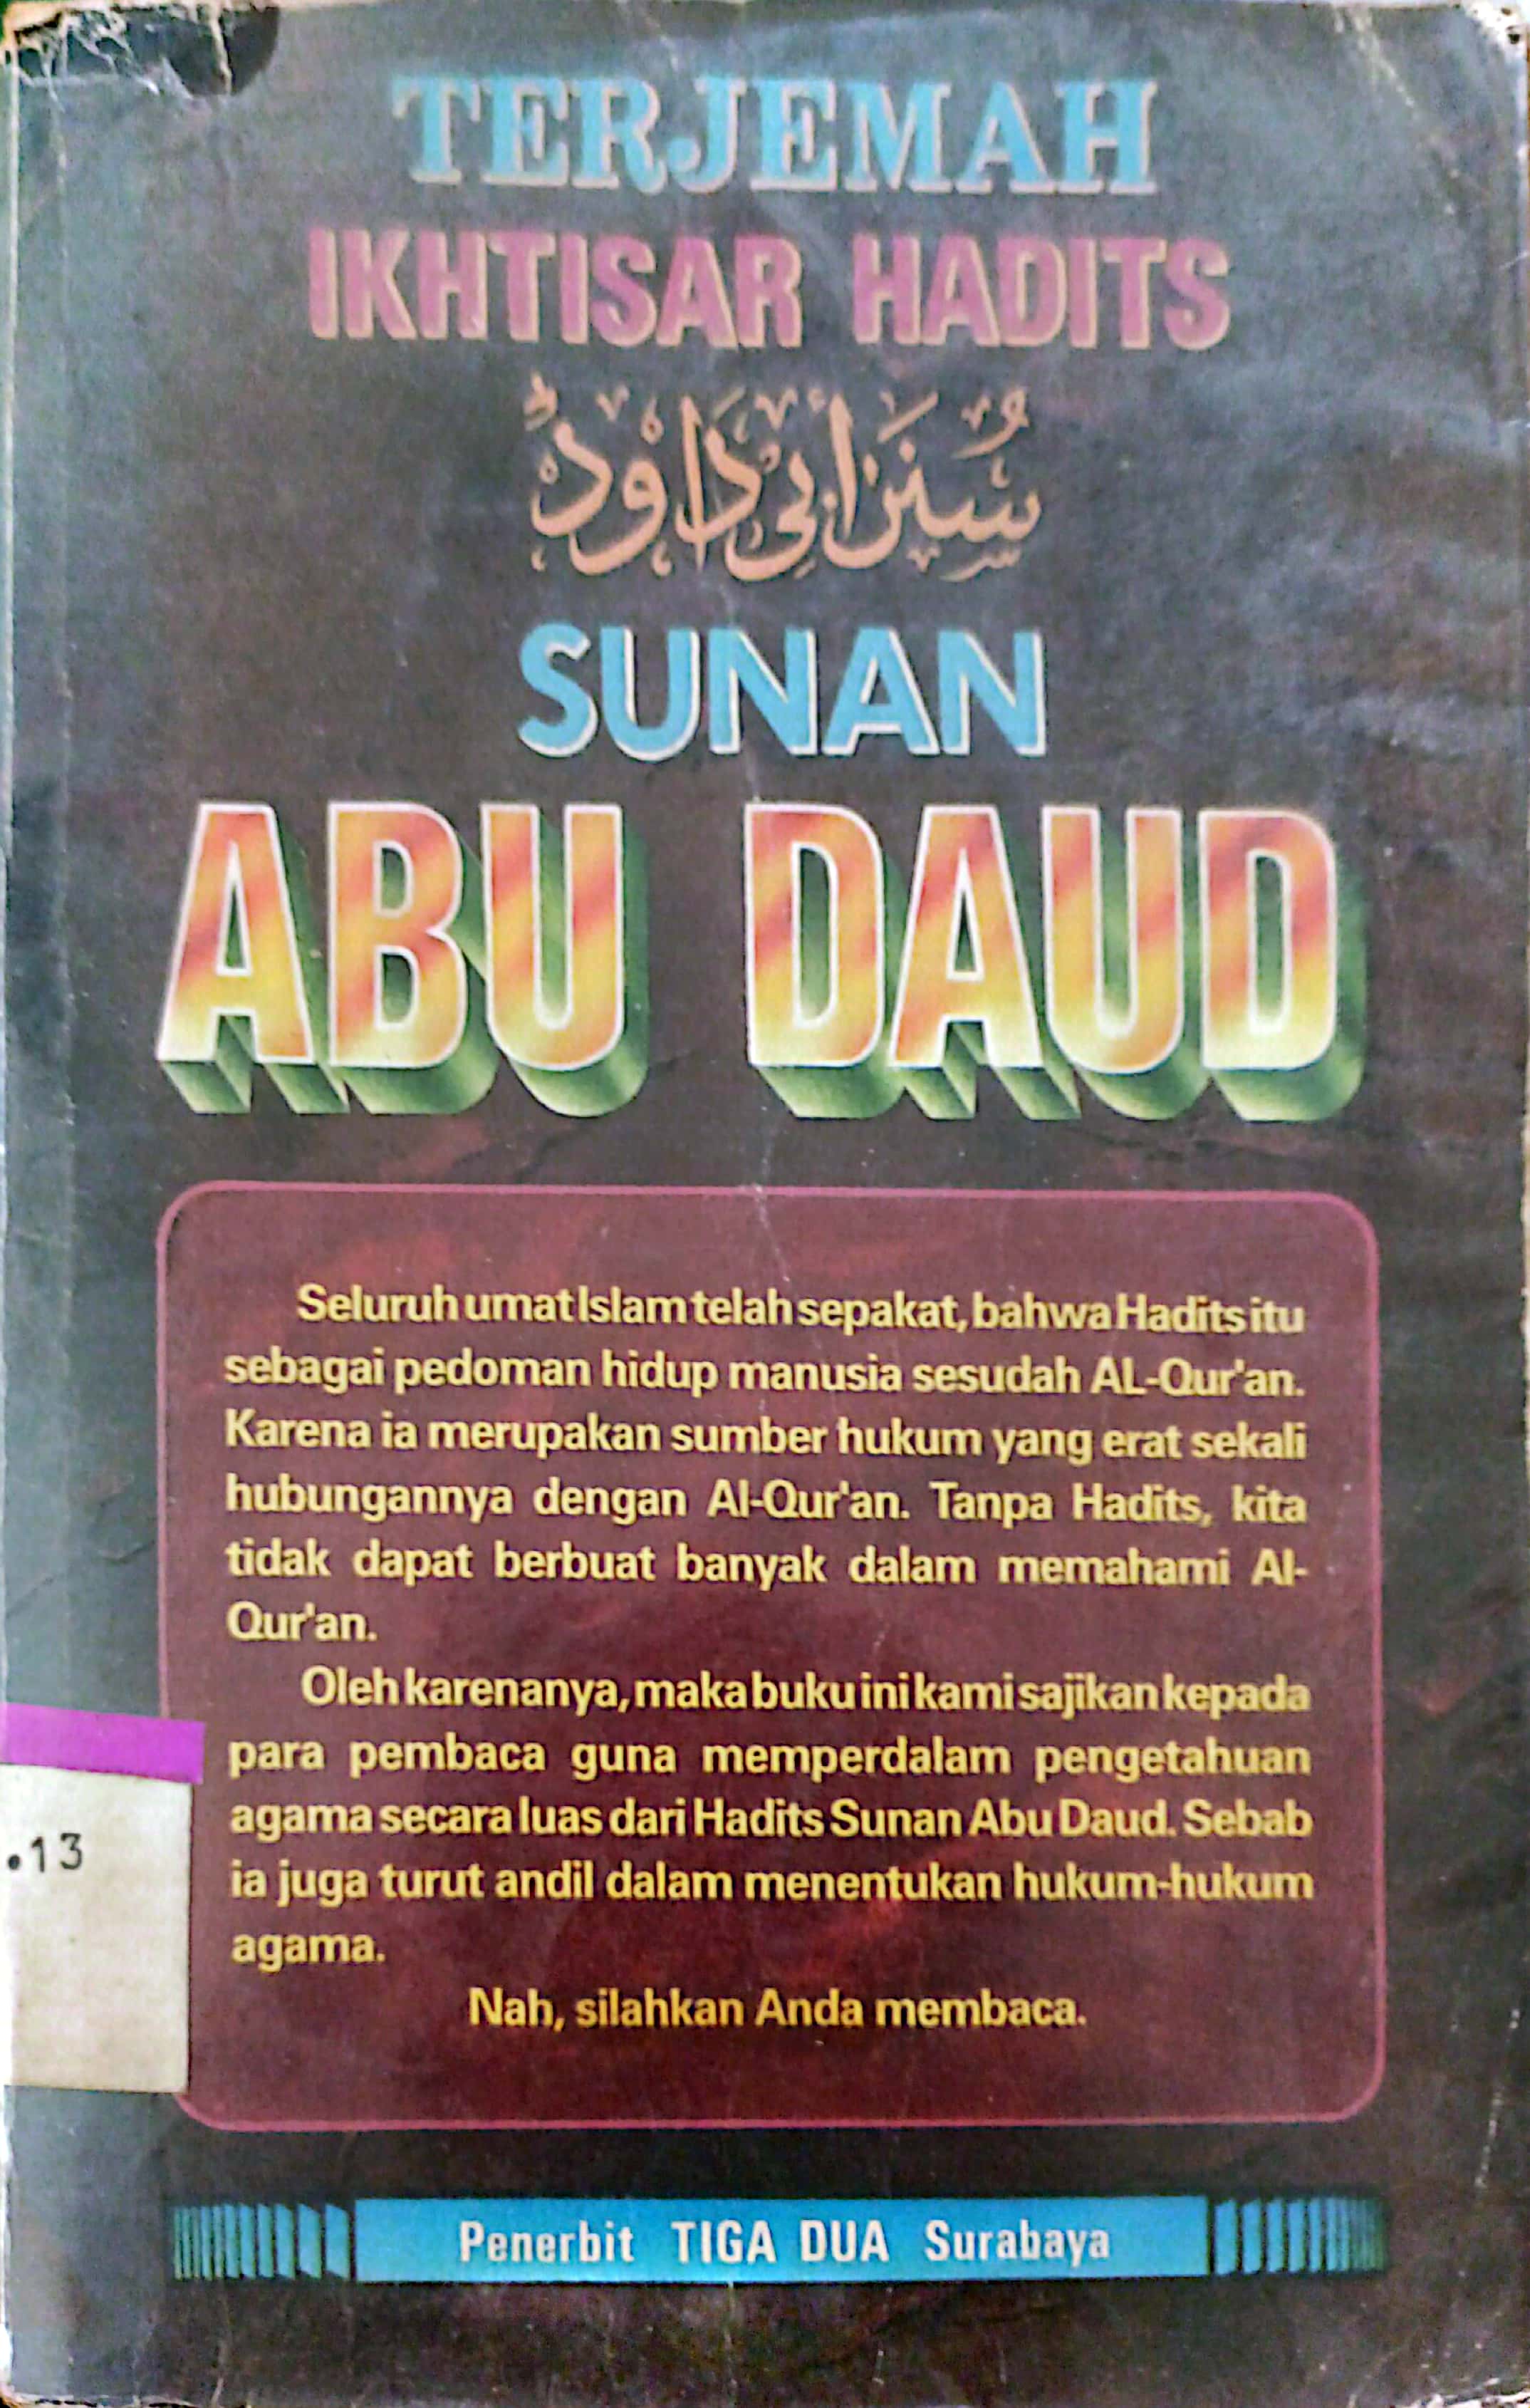 TERJEMAH
IKHTISAR HADITS
سُنَن اَبِى دَاوُد
SUNAN
ABU DAUD
Seluruh umat Islam telah sepakat, bahwa Hadits itu
sebagai pedoman hidup manusia sesudah AL-Qur'an.
Karena ia merupakan sumber hukum yang erat sekali
hubungannya dengan Al-Qur'an. Tanpa Hadits, kita
tidak dapat berbuat banyak dalam memahami Al-
Qur'an.
Oleh karenanya, maka buku ini kami sajikan kepada
para pembaca guna memperdalam pengetahuan
agama secara luas dari Hadits Sunan Abu Daud. Sebab
ia juga turut andil dalam menentukan hukum-hukum
agama.
Nah, silahkan Anda membaca.
.13
Penerbit TIGA DUA Surabaya